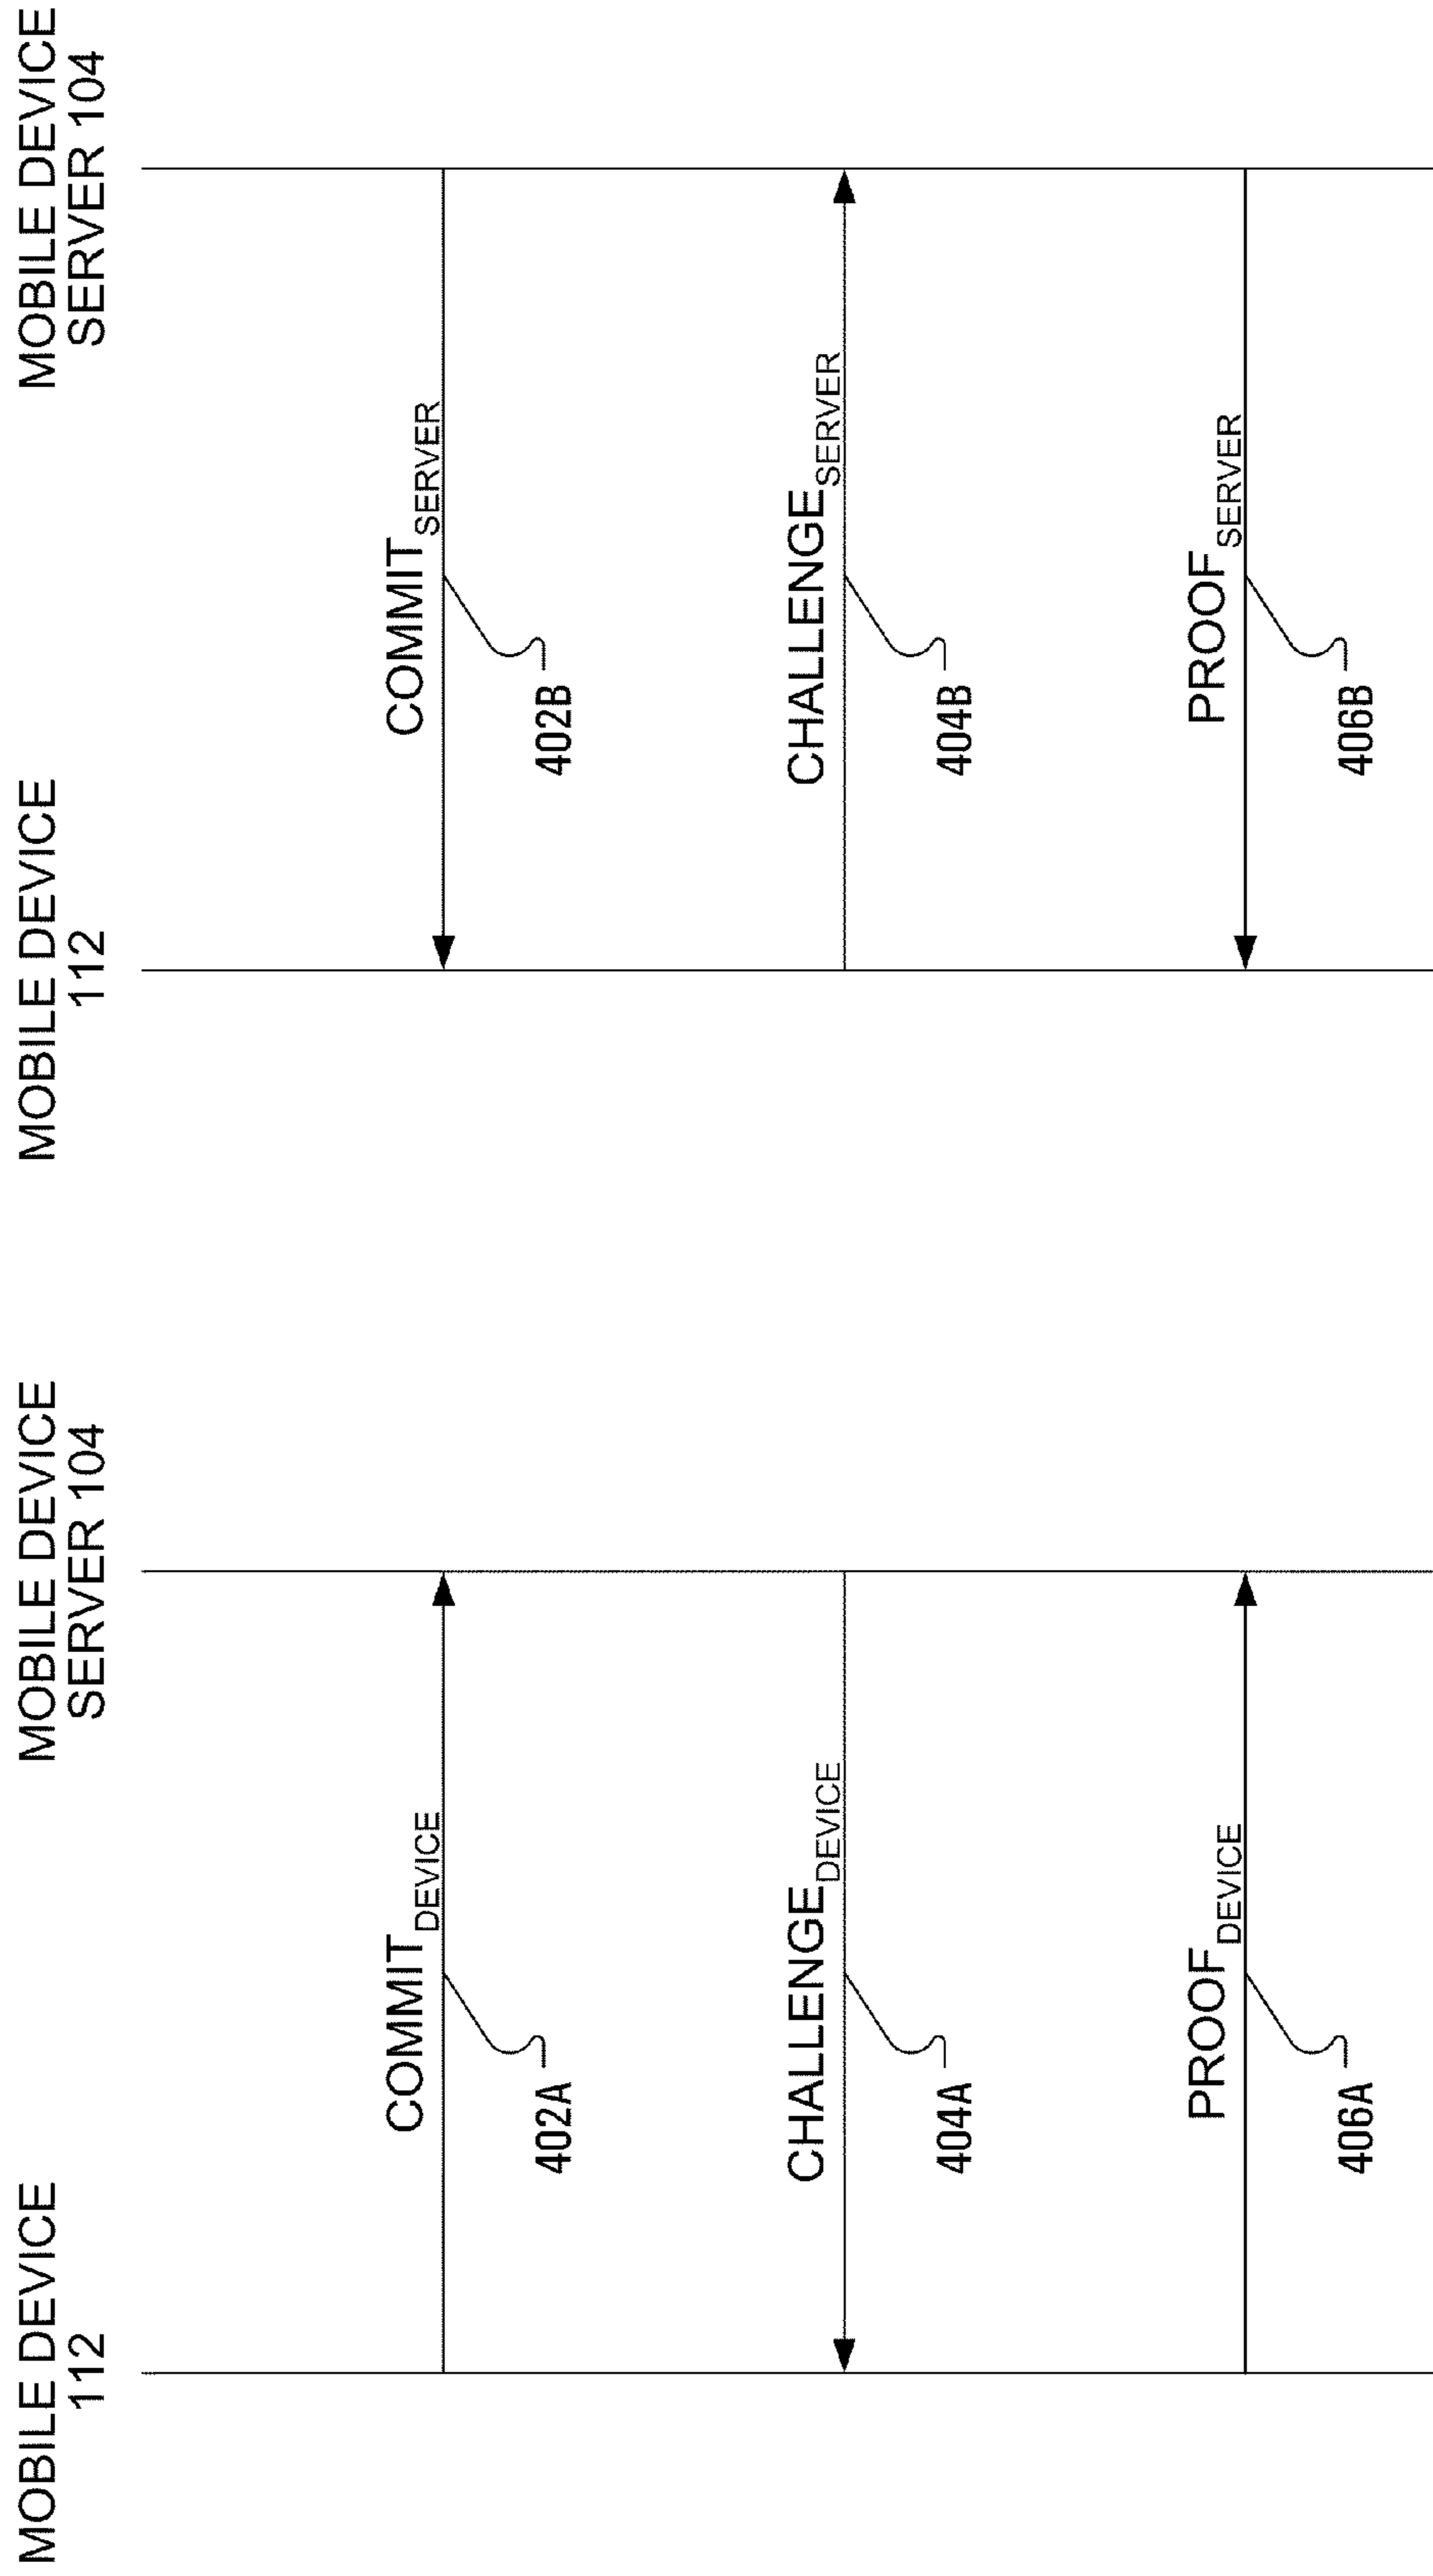 MOBILE DEVICE
112
MOBILE DEVICE
SERVER 104
COMMIT DEVICE
402A
CHALLENGE DEVICE
404A
PROOF DEVICE
406A
MOBILE DEVICE
112
MOBILE DEVICE
SERVER 104
COMMIT SERVER
402B
CHALLENGE SERVER
404B
PROOF SERVER
406B